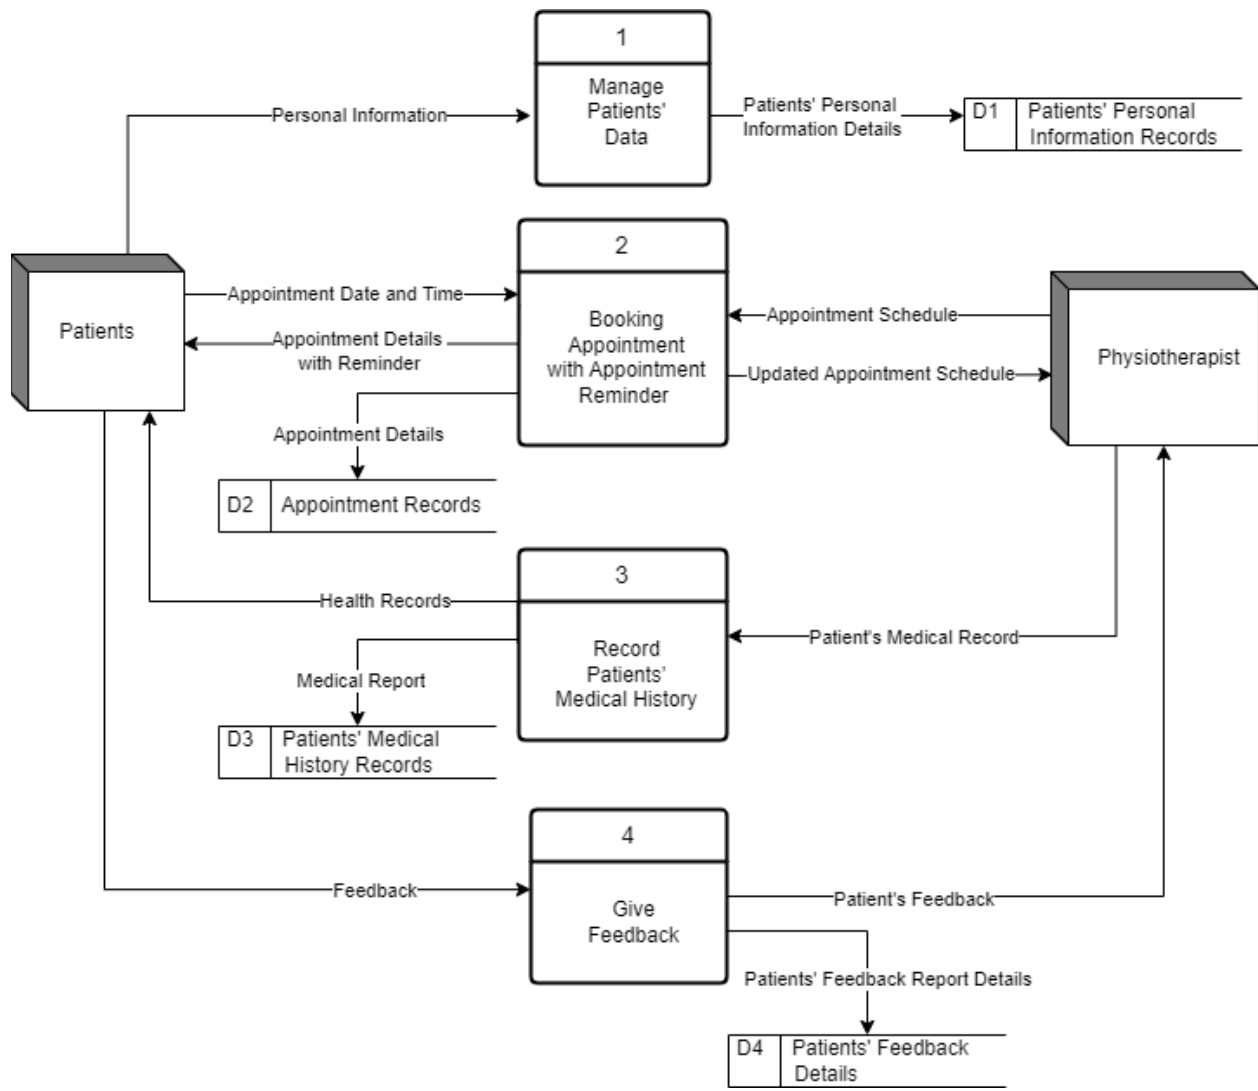 1
Manage
Patients'
Data
Personal Information
Patients' Personal
Information Details
D1
Patients' Personal
Information Records
2
Booking
Appointment
with Appointment
Reminder
Patients
Appointment Date and Time
Appointment Details
with Reminder
Appointment Schedule
Updated Appointment Schedule
Physiotherapist
Appointment Details
D2
Appointment Records
3
Record
Patients’
Medical History
Health Records
Patient's Medical Record
Medical Report
D3
Patients' Medical
History Records
4
Give
Feedback
Feedback
Patient's Feedback
Patients' Feedback Report Details
D4
Patients' Feedback
Details